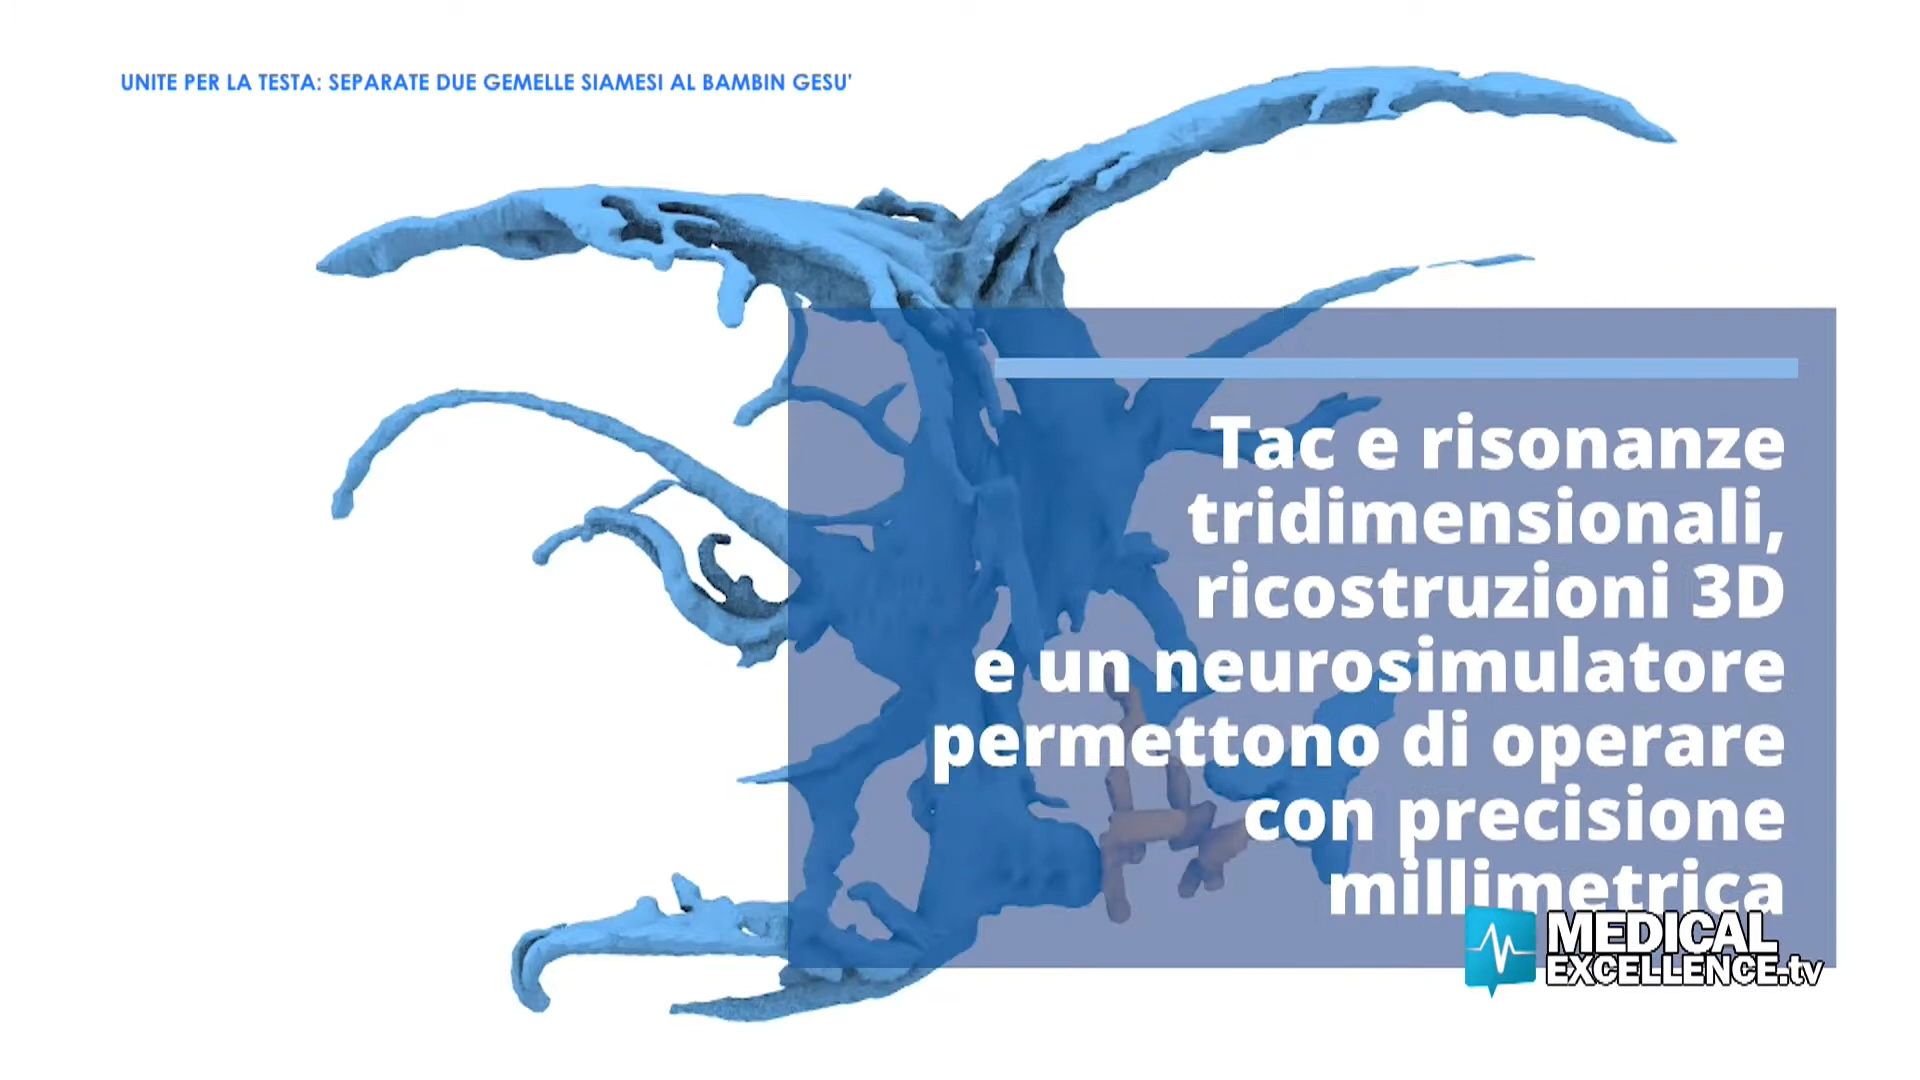 UNITE PER LA TESTA: SEPARATE DUE GEMELLE SIAMESI AL BAMBIN GESU'
Tac e risonanze
tridimensionali,
ricostruzioni 3D
e un neurosimulatore
permettono di operare
con precisione
millimetrica
MEDICAL
EXCELLENCE.tv